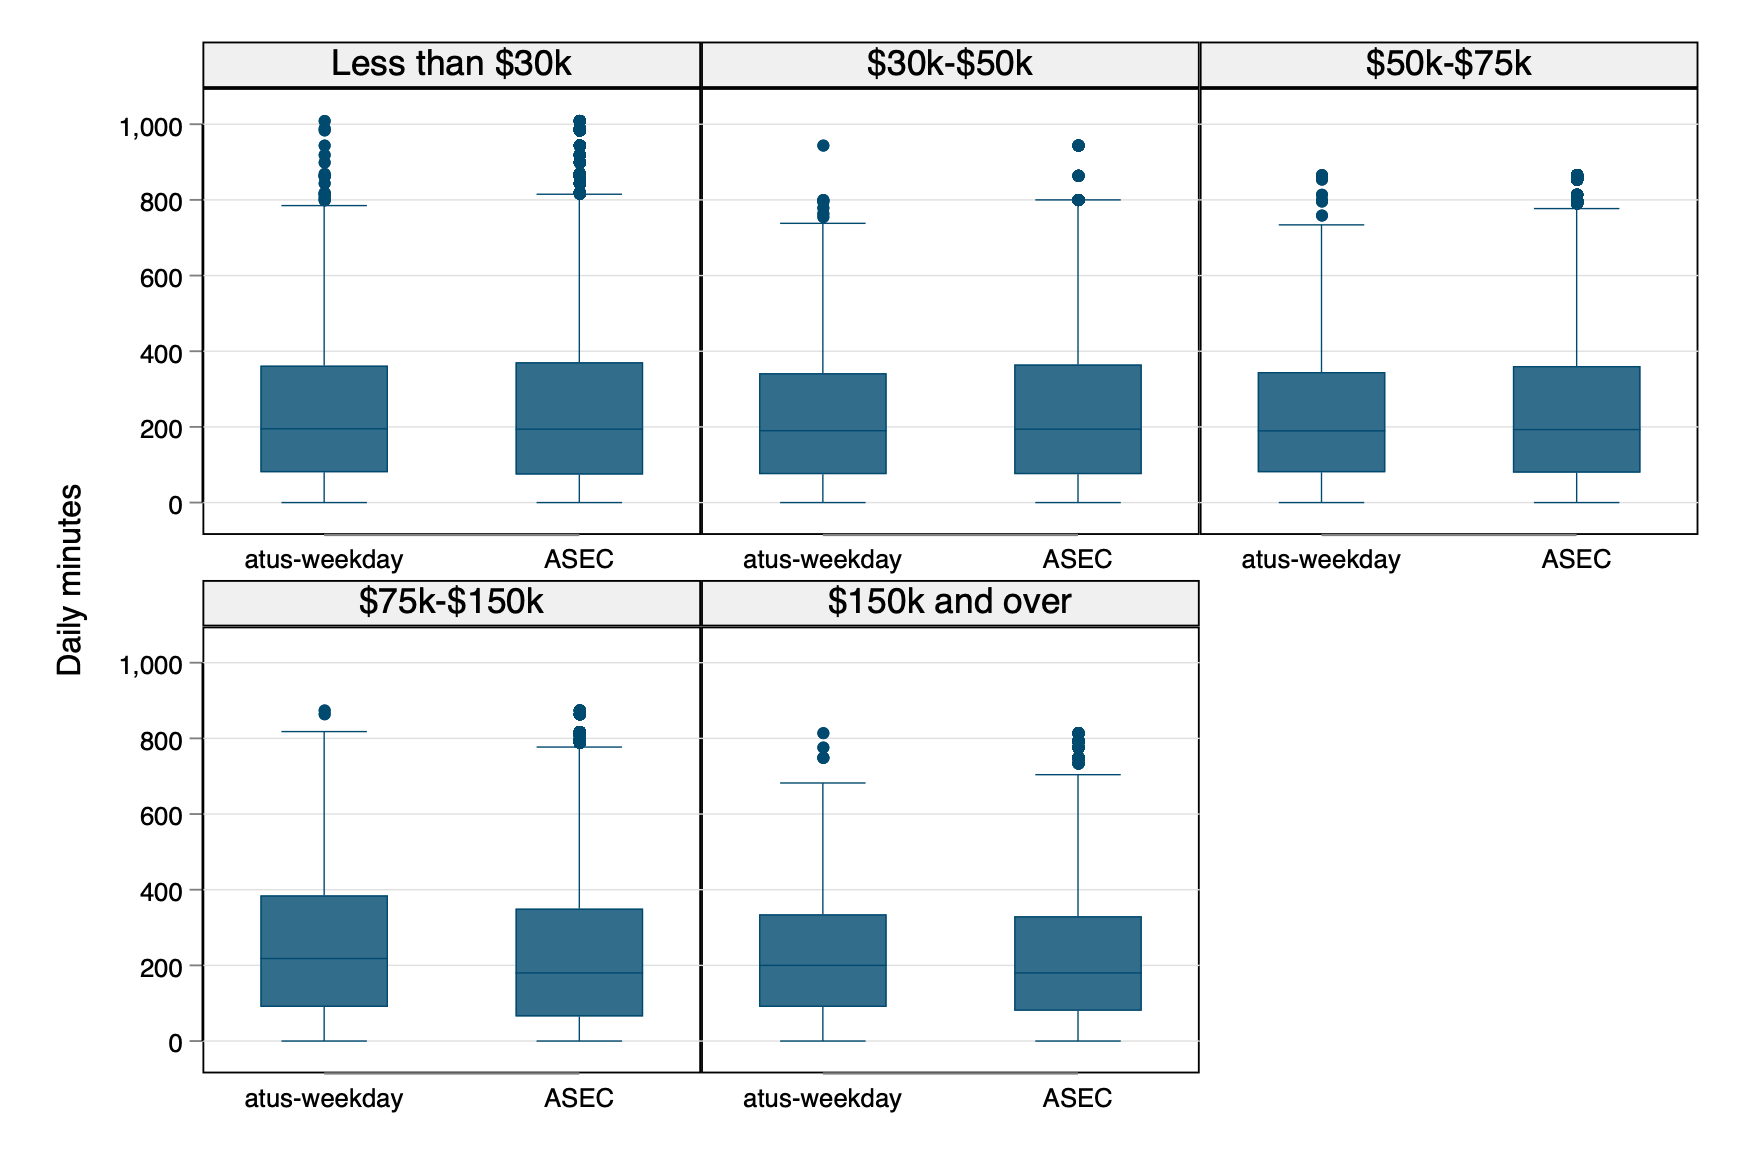 Less than $30k
$30k-$50k
$50k-$75k
1,000
800
600
400
200
0
atus-weekday
ASEC
atus-weekday
ASEC
atus-weekday
ASEC
Daily minutes
$75k-$150k
$150k and over
1,000
800
600
400
200
0
atus-weekday
ASEC
atus-weekday
ASEC